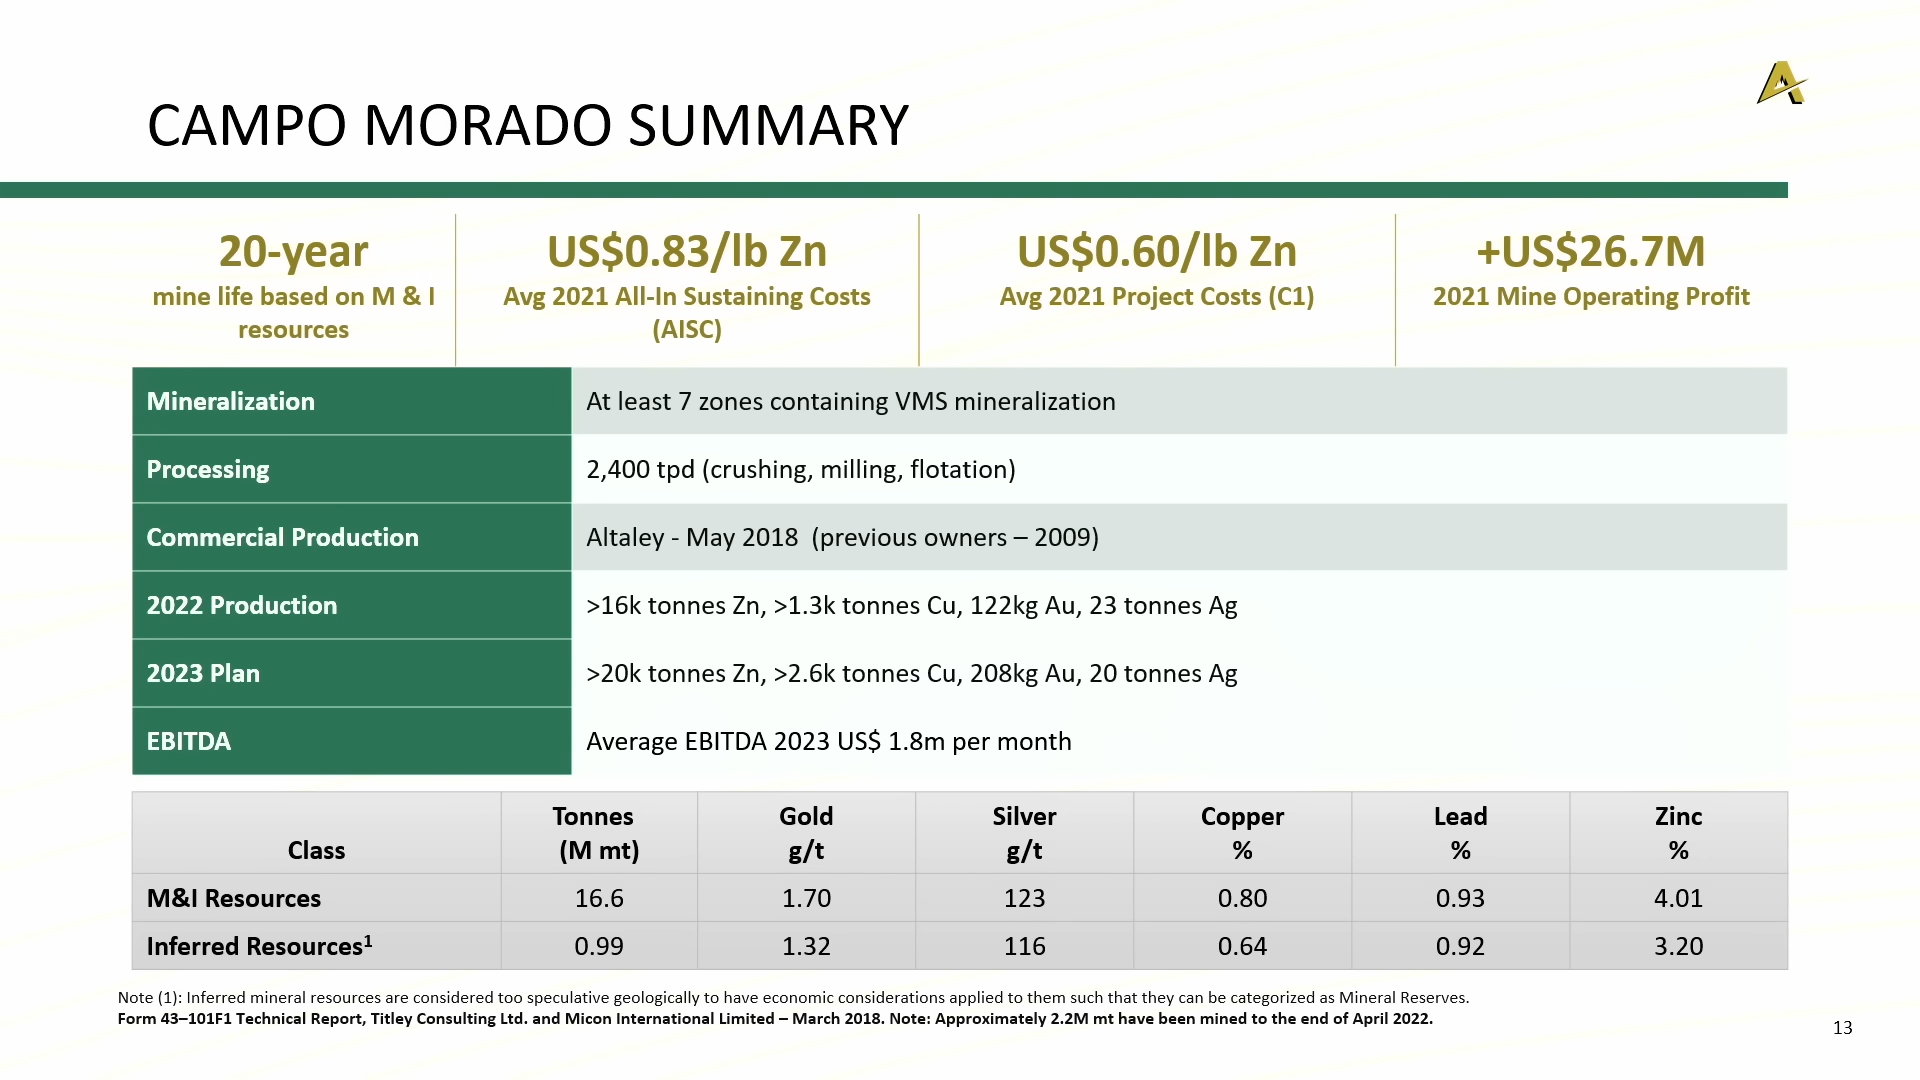 CAMPO MORADO SUMMARY
20-year
mine life based on M & I
resources
US$0.83/lb Zn
Avg 2021 All-In Sustaining Costs
(AISC)
US$0.60/lb Zn
Avg 2021 Project Costs (C1)
+US$26.7M
2021 Mine Operating Profit
Mineralization At least 7 zones containing VMS mineralization
Processing 2,400 tpd (crushing, milling, flotation)
Commercial Production Altaley - May 2018 (previous owners – 2009)
2022 Production >16k tonnes Zn, >1.3k tonnes Cu, 122kg Au, 23 tonnes Ag
2023 Plan >20k tonnes Zn, >2.6k tonnes Cu, 208kg Au, 20 tonnes Ag
EBITDA Average EBITDA 2023 US$ 1.8m per month
Tonnes Gold Silver Copper Lead Zinc
Class (M mt) g/t g/t % % %
M&I Resources 16.6 1.70 123 0.80 0.93 4.01
Inferred Resources¹ 0.99 1.32 116 0.64 0.92 3.20
Note (1): Inferred mineral resources are considered too speculative geologically to have economic considerations applied to them such that they can be categorized as Mineral Reserves.
Form 43–101F1 Technical Report, Titley Consulting Ltd. and Micon International Limited – March 2018. Note: Approximately 2.2M mt have been mined to the end of April 2022.
13